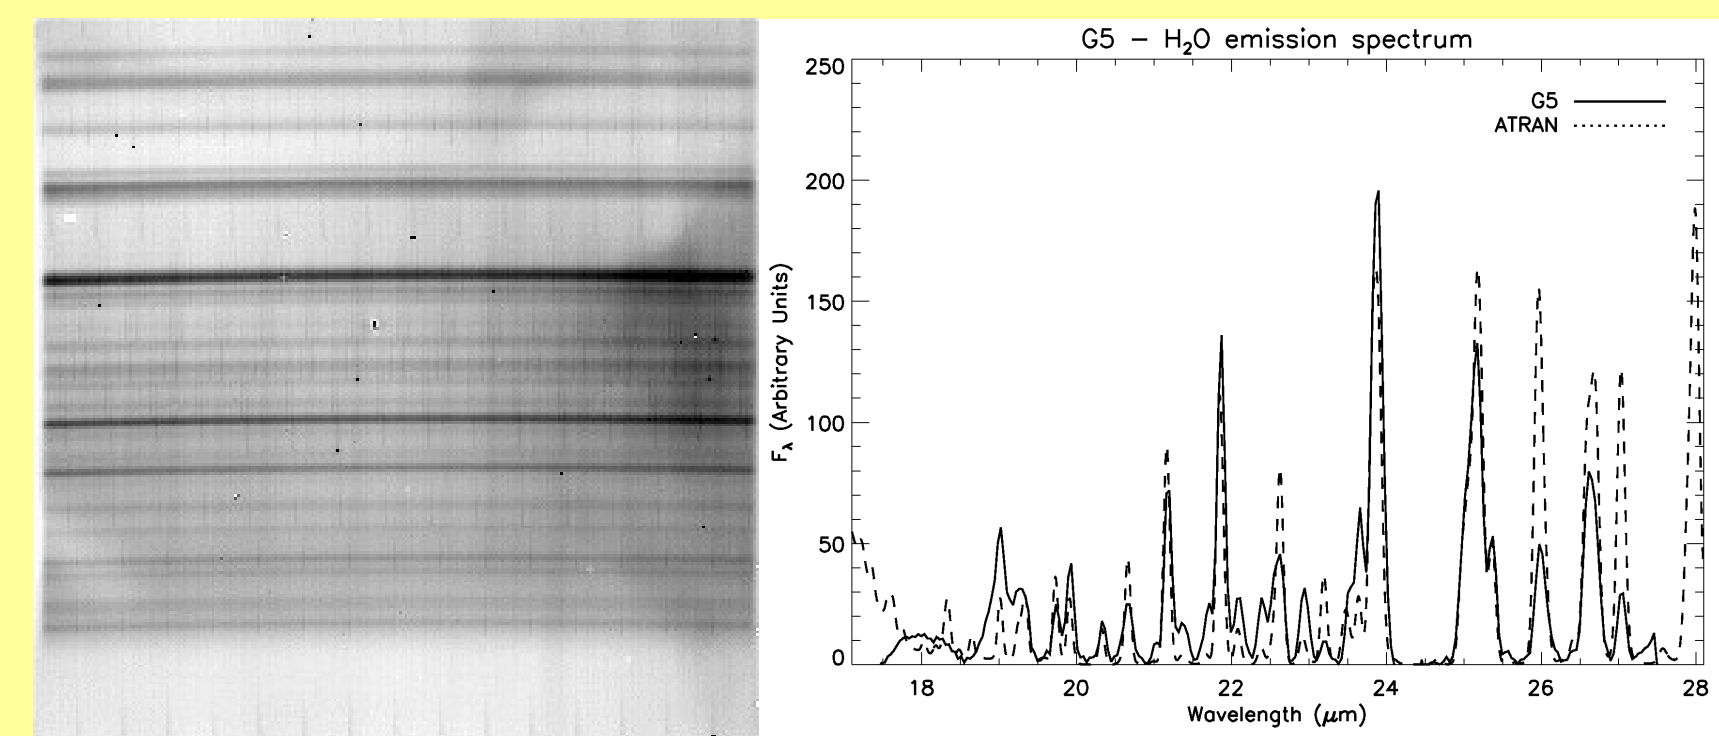 G5 – H₂O emission spectrum
250
200
150
100
50
0
F_λ (Arbitrary Units)
G5
ATRAN
18 20 22 24 26 28
Wavelength (μm)